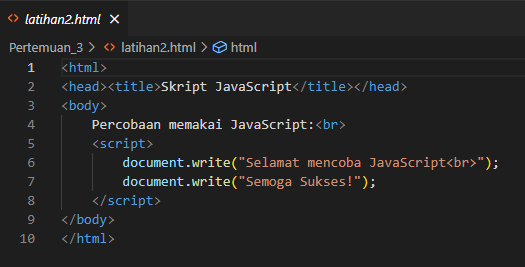 latihan2.html ×
Pertemuan_3 > latihan2.html > html
1 <html>
2 <head><title>Skript JavaScript</title></head>
3 <body>
4     Percobaan memakai JavaScript:<br>
5     <script>
6         document.write("Selamat mencoba JavaScript<br>");
7         document.write("Semoga Sukses!");
8     </script>
9 </body>
10 </html>